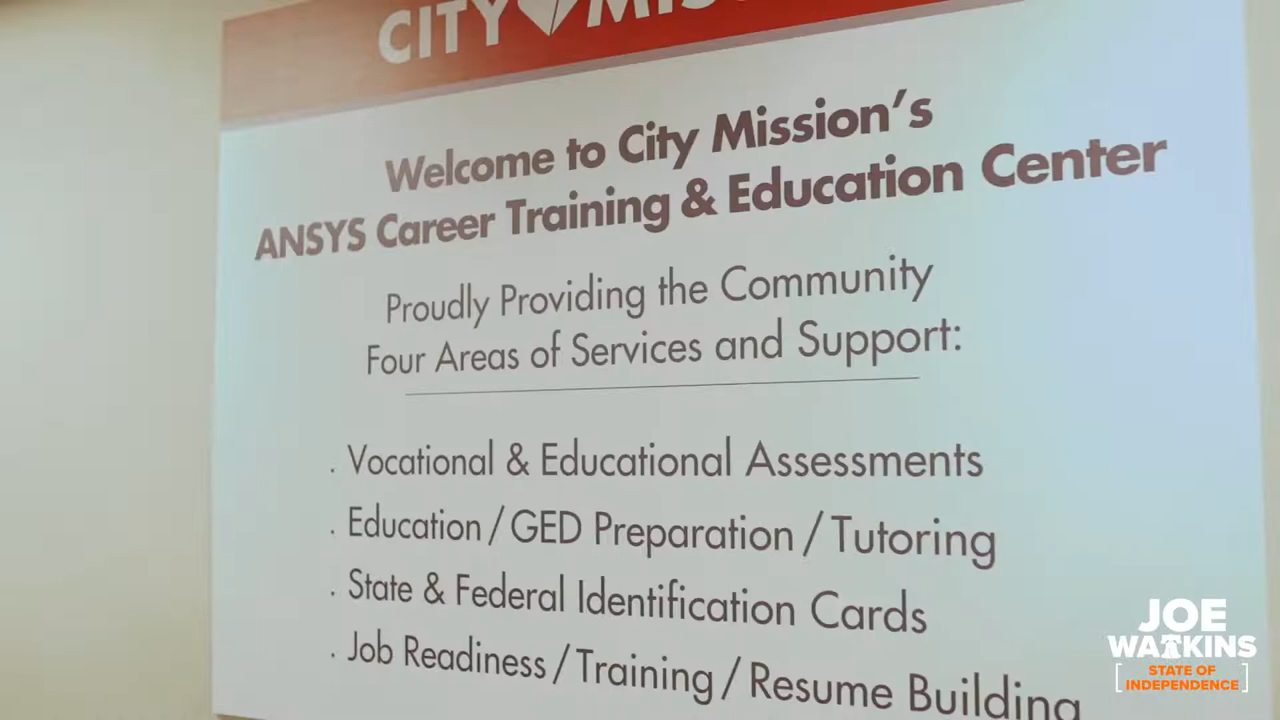 CITY
Welcome to City Mission's
ANSYS Career Training & Education Center
Proudly Providing the Community
Four Areas of Services and Support:
. Vocational & Educational Assessments
. Education / GED Preparation / Tutoring
. State & Federal Identification Cards
. Job Readiness / Training / Resume Building
JOE
WATKINS
STATE OF
INDEPENDENCE